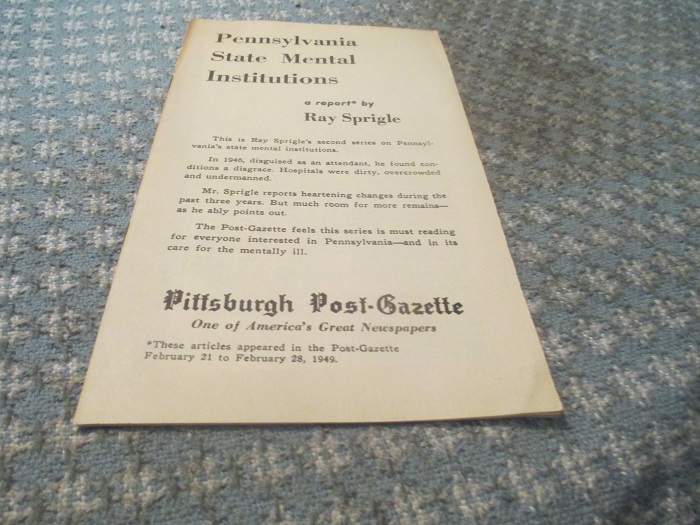 Pennsylvania
State Mental
Institutions
a report* by
Ray Sprigle
This is Ray Sprigle's second series on Pennsyl-
vania's state mental institutions.
In 1946, disguised as an attendant, he found con-
ditions a disgrace. Hospitals were dirty, overcrowded
and undermanned.
Mr. Sprigle reports heartening changes during the
past three years. But much room for more remains—
as he ably points out.
The Post-Gazette feels this series is must reading
for everyone interested in Pennsylvania—and in its
care for the mentally ill.
Pittsburgh Post-Gazette
One of America's Great Newspapers
*These articles appeared in the Post-Gazette
February 21 to February 28, 1949.